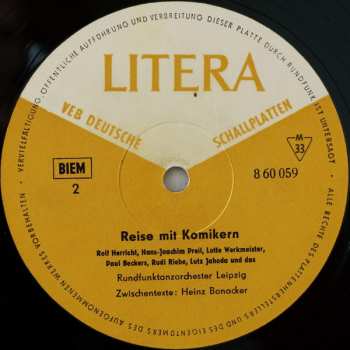 VERVIELFÄLTIGUNG, ÖFFENTLICHE AUFFÜHRUNG UND VERBREITUNG DIESER PLATTE DURCH RUNDFUNK IST UNTERSAGT
LITERA
VEB DEUTSCHE SCHALLPLATTEN
BIEM
2
M
33
8 60 059
Reise mit Komikern
Rolf Herricht, Hans-Joachim Preil, Lotte Werkmeister,
Paul Beckers, Rudi Riebe, Lutz Jahoda und das
Rundfunktanzorchester Leipzig
Zwischentexte: Heinz Bonacker
ALLE RECHTE DES PLATTENHERSTELLERS UND DES EIGENTÜMERS DES AUFGENOMMENEN WERKES VORBEHALTEN